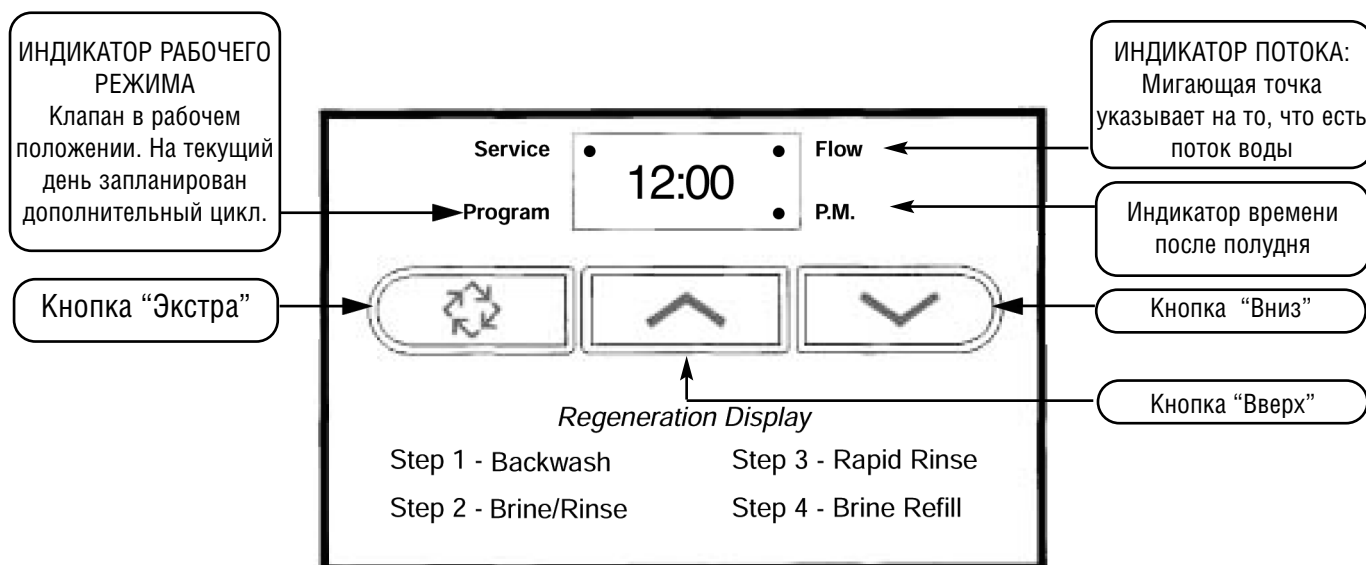 ИНДИКАТОР РАБОЧЕГО
РЕЖИМА
Клапан в рабочем
положении. На текущий
день запланирован
дополнительный цикл.
Кнопка “Экстра”
Service
Program
12:00
Flow
P.M.
ИНДИКАТОР ПОТОКА:
Мигающая точка
указывает на то, что есть
поток воды
Индикатор времени
после полудня
Кнопка “Вниз”
Кнопка “Вверх”
Regeneration Display
Step 1 - Backwash
Step 2 - Brine/Rinse
Step 3 - Rapid Rinse
Step 4 - Brine Refill